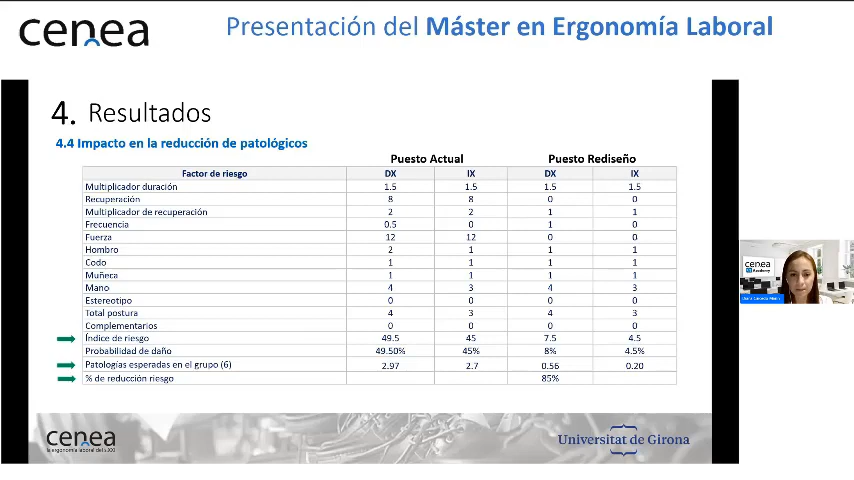 cenea
Presentación del Máster en Ergonomía Laboral
4. Resultados
4.4 Impacto en la reducción de patológicos
Puesto Actual Puesto Rediseño
Factor de riesgo DX IX DX IX
Multiplicador duración 1.5 1.5 1.5 1.5
Recuperación 8 8 0 0
Multiplicador de recuperación 2 2 1 1
Frecuencia 0.5 0 1 0
Fuerza 12 12 0 0
Hombro 2 1 1 1
Codo 1 1 1 1
Muñeca 1 1 1 1
Mano 4 3 4 3
Estereotipo 0 0 0 0
Total postura 4 3 4 3
Complementarios 0 0 0 0
Índice de riesgo 49.5 45 7.5 4.5
Probabilidad de daño 49.50% 45% 8% 4.5%
Patologías esperadas en el grupo (6) 2.97 2.7 0.56 0.20
% de reducción riesgo 85%
cenea
Academy
cenea
la ergonomía laboral del s.XXI
Universitat de Girona